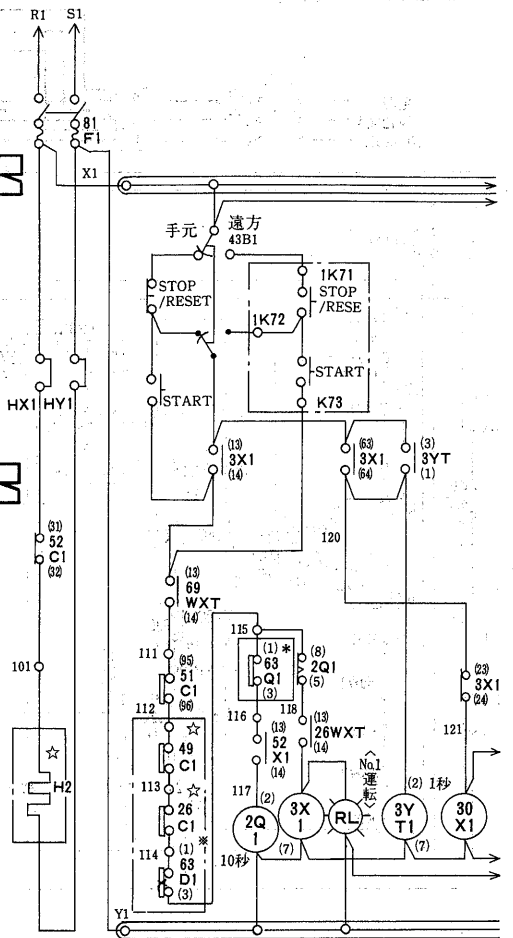 R1
S1
81
F1
X1
手元
遠方
43B1
STOP
/RESET
1K71
STOP
/RESE
1K72
START
START
K73
HX1
HY1
(13)
3X1
(14)
(63)
3X1
(64)
(3)
3YT
(1)
120
(31)
52
C1
(32)
(13)
69
WXT
(14)
115
(1)
*
63
Q1
(3)
(8)
2Q1
(5)
111
(95)
51
C1
(96)
112
101
116
118
(23)
3X1
(24)
☆
49
C1
(13)
52
X1
(14)
(13)
26WXT
(14)
121
☆
H2
113
☆
26
C1
※
117
(2)
〈No.1運転〉
(2)
1秒
114
(1)
63
D1
(3)
2Q
1
10秒
3X
1
(7)
RL
3Y
T1
(7)
30
X1
Y1